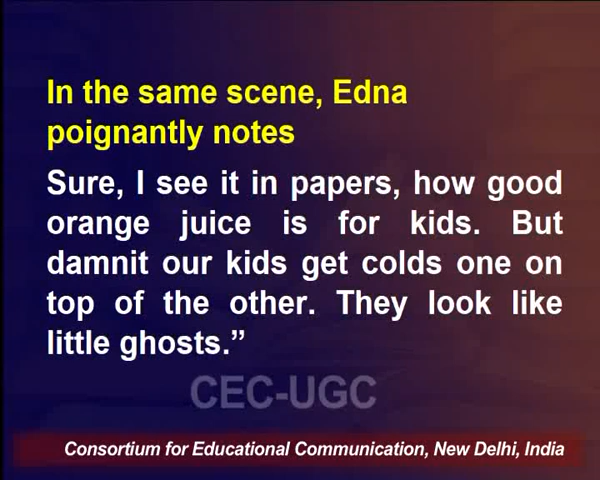 In the same scene, Edna
poignantly notes
Sure, I see it in papers, how good
orange juice is for kids. But
damnit our kids get colds one on
top of the other. They look like
little ghosts.”
CEC-UGC
Consortium for Educational Communication, New Delhi, India